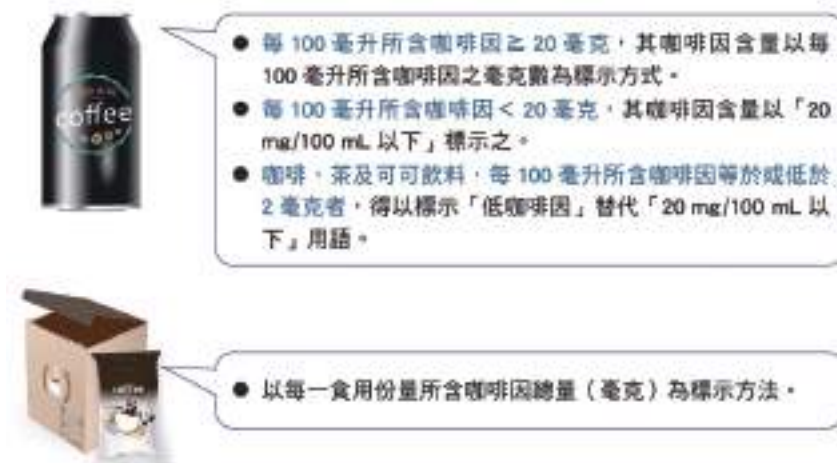 coffee
● 每 100 毫升所含咖啡因≧ 20 毫克，其咖啡因含量以每
100 毫升所含咖啡因之毫克數為標示方式。
● 每 100 毫升所含咖啡因＜ 20 毫克，其咖啡因含量以「20
mg/100 mL 以下」標示之。
● 咖啡、茶及可可飲料，每 100 毫升所含咖啡因等於或低於
2 毫克者，得以標示「低咖啡因」替代「20 mg/100 mL 以
下」用語。
coffee
● 以每一食用份量所含咖啡因總量（毫克）為標示方法。